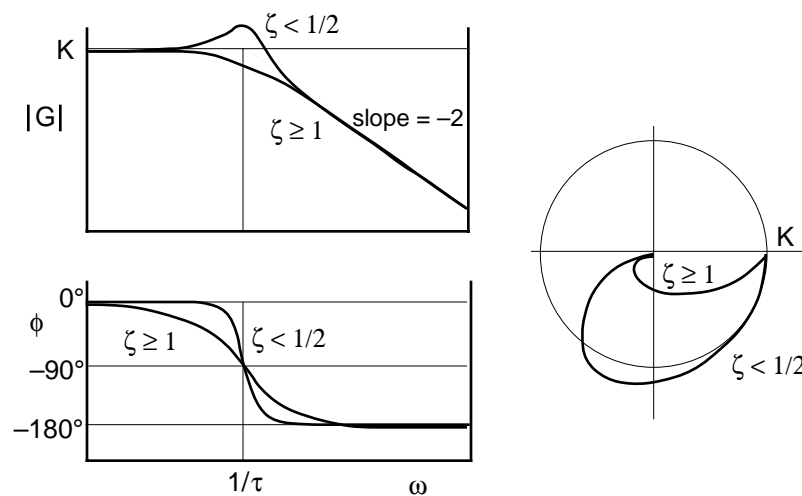 ζ < 1/2
K
|G|
slope = –2
ζ ≥ 1
K
ζ ≥ 1
ζ < 1/2
0°
ϕ
ζ ≥ 1
ζ < 1/2
–90°
–180°
1/τ
ω